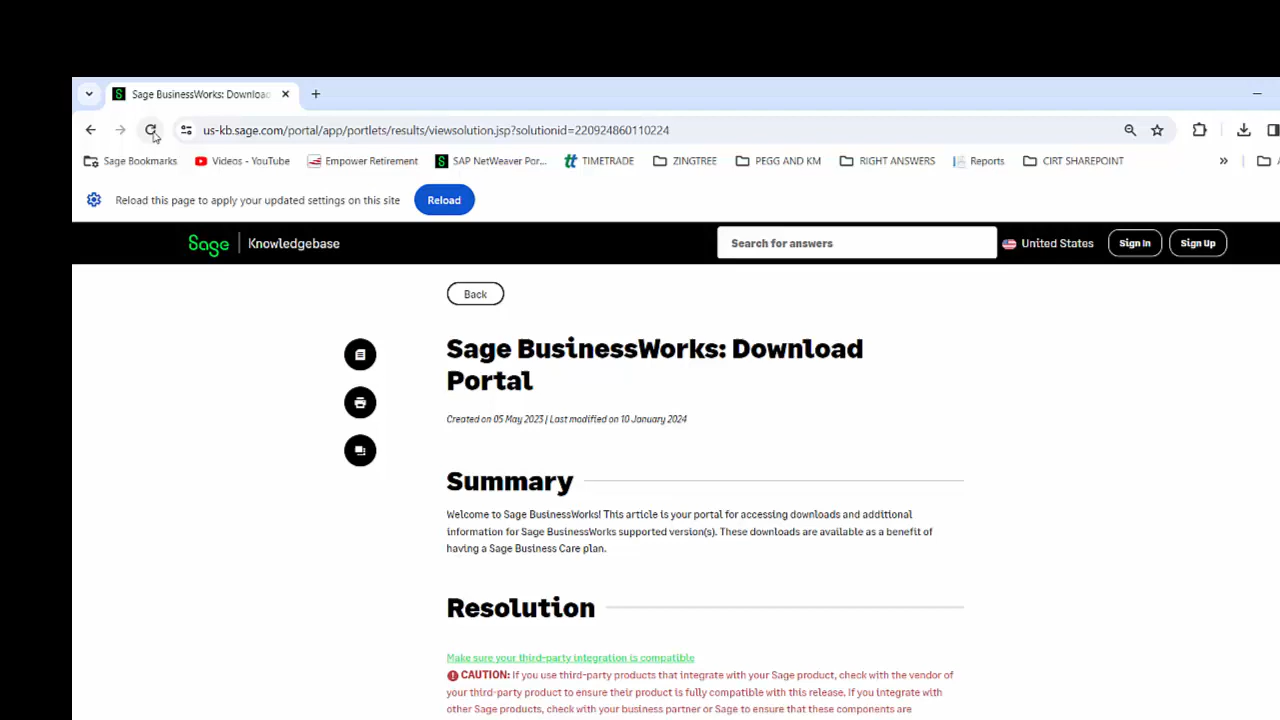 Sage BusinessWorks: Downloa
us-kb.sage.com/portal/app/portlets/results/viewsolution.jsp?solutionid=220924860110224
Sage Bookmarks
Videos - YouTube
Empower Retirement
SAP NetWeaver Por...
TIMETRADE
ZINGTREE
PEGG AND KM
RIGHT ANSWERS
Reports
CIRT SHAREPOINT
Reload this page to apply your updated settings on this site
Reload
Sage
Knowledgebase
Search for answers
United States
Sign In
Sign Up
Back
Sage BusinessWorks: Download
Portal
Created on 05 May 2023 | Last modified on 10 January 2024
Summary
Welcome to Sage BusinessWorks! This article is your portal for accessing downloads and additional
information for Sage BusinessWorks supported version(s). These downloads are available as a benefit of
having a Sage Business Care plan.
Resolution
Make sure your third-party integration is compatible
CAUTION: If you use third-party products that integrate with your Sage product, check with the vendor of
your third-party product to ensure their product is fully compatible with this release. If you integrate with
other Sage products, check with your business partner or Sage to ensure that these components are